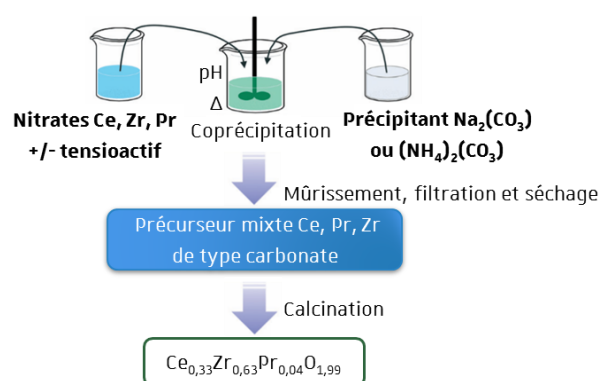 pH
Δ
Nitrates Ce, Zr, Pr
+/- tensioactif
Coprécipitation
Précipitant Na₂(CO₃)
ou (NH₄)₂(CO₃)
Mûrissement, filtration et séchage
Précurseur mixte Ce, Pr, Zr
de type carbonate
Calcination
Ce₀,₃₃Zr₀,₆₃Pr₀,₀₄O₁,₉₉